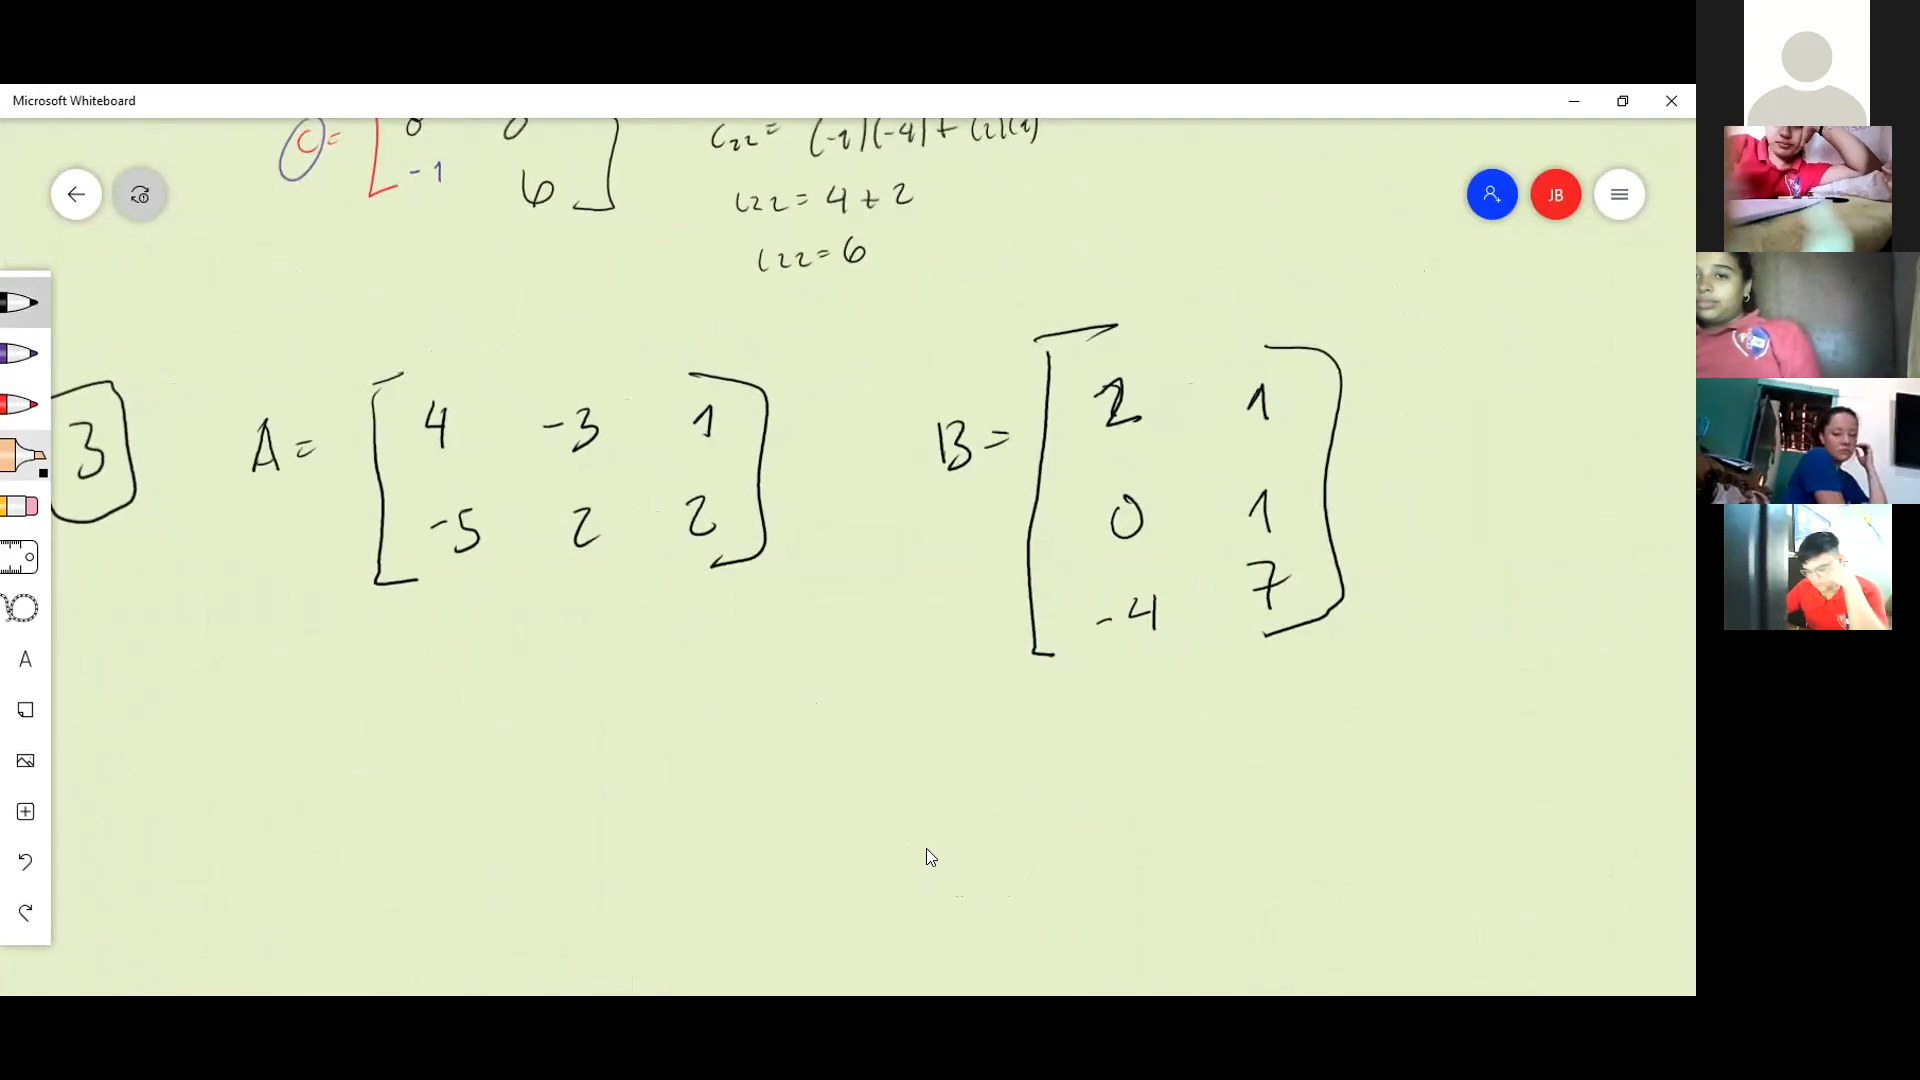 Microsoft Whiteboard
C = [ 0 0
-1 6 ]
C22 = (-1)(-4) + (2)(1)
C22 = 4 + 2
C22 = 6
JB
3
A = [ 4 -3 1
-5 2 2 ]
B = [ 2 1
0 1
-4 7 ]
A